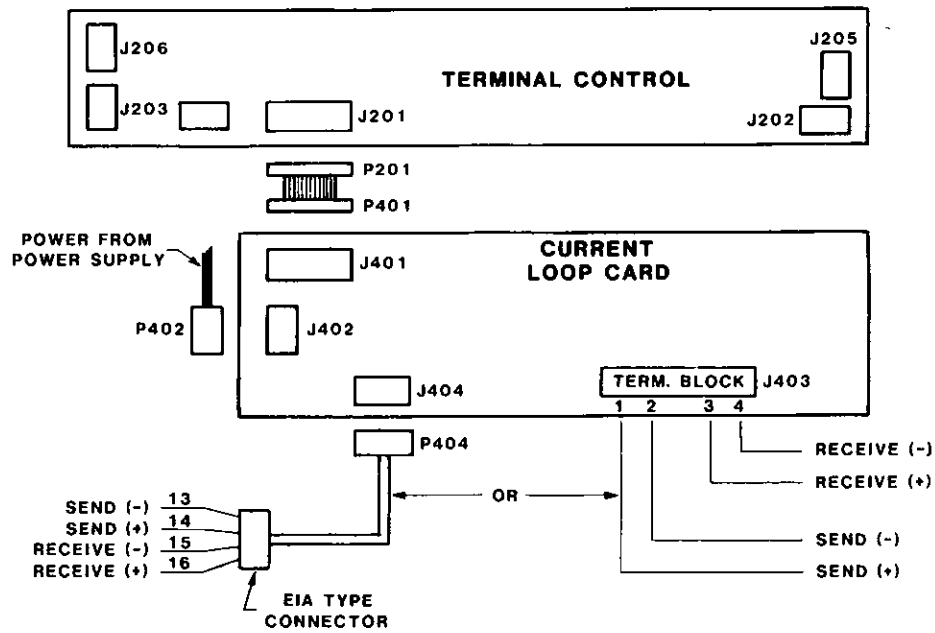 J206
J205
TERMINAL CONTROL
J203
J201
J202
P201
P401
POWER FROM
POWER SUPPLY
CURRENT
LOOP CARD
J401
P402
J402
J404
TERM. BLOCK
J403
1 2 3 4
P404
RECEIVE (-)
RECEIVE (+)
OR
SEND (-) 13
SEND (+) 14
RECEIVE (-) 15
RECEIVE (+) 16
SEND (-)
SEND (+)
EIA TYPE
CONNECTOR